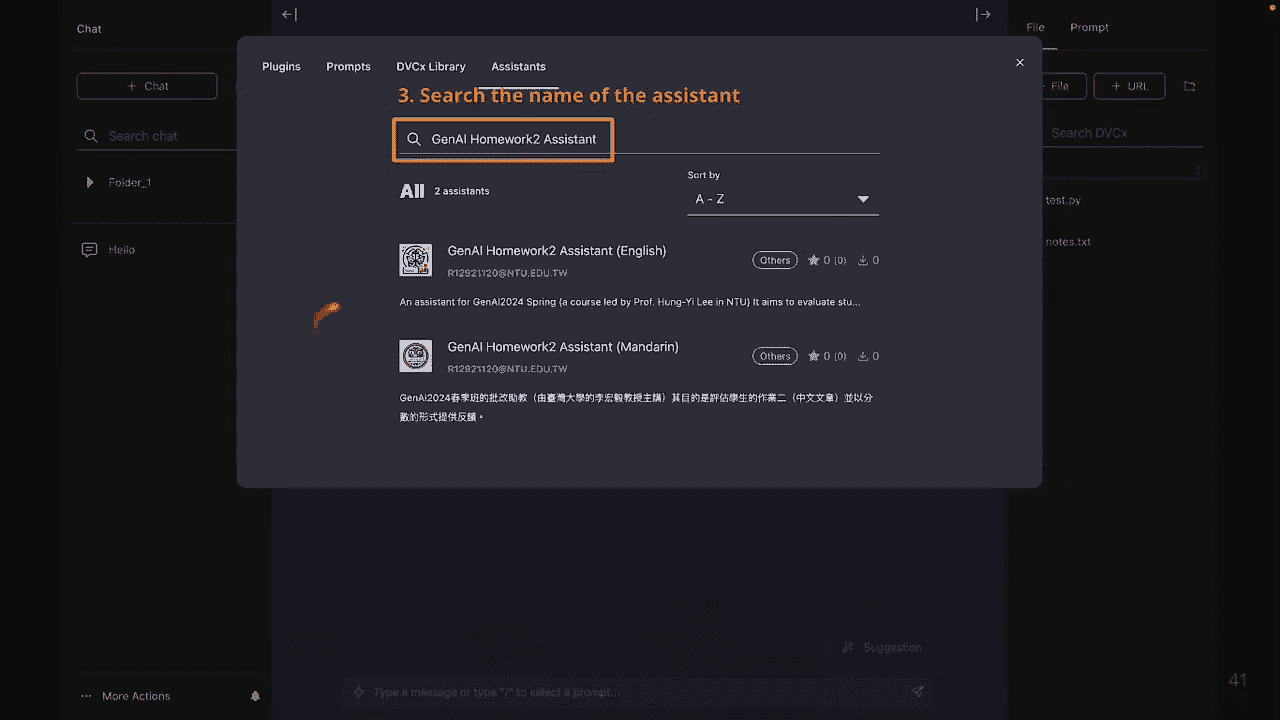 Chat
File
Prompt
Plugins
Prompts
DVCx Library
Assistants
3. Search the name of the assistant
+ Chat
File
+ URL
Search chat
GenAI Homework2 Assistant
Search DVCx
Sort by
Folder_1
All 2 assistants
A - Z
test.py
notes.txt
Hello
GenAI Homework2 Assistant (English)
R12921120@NTU.EDU.TW
Others
0 (0)
0
An assistant for GenAI2024 Spring (a course led by Prof. Hung-Yi Lee in NTU) It aims to evaluate stu...
GenAI Homework2 Assistant (Mandarin)
R12921120@NTU.EDU.TW
Others
0 (0)
0
GenAI2024春季班的批改助教（由臺灣大學的李宏毅教授主講）其目的是評估學生的作業二（中文文章）並以分
數的形式提供反饋。
Suggestion
Type a message or type "/" to select a prompt...
More Actions
41